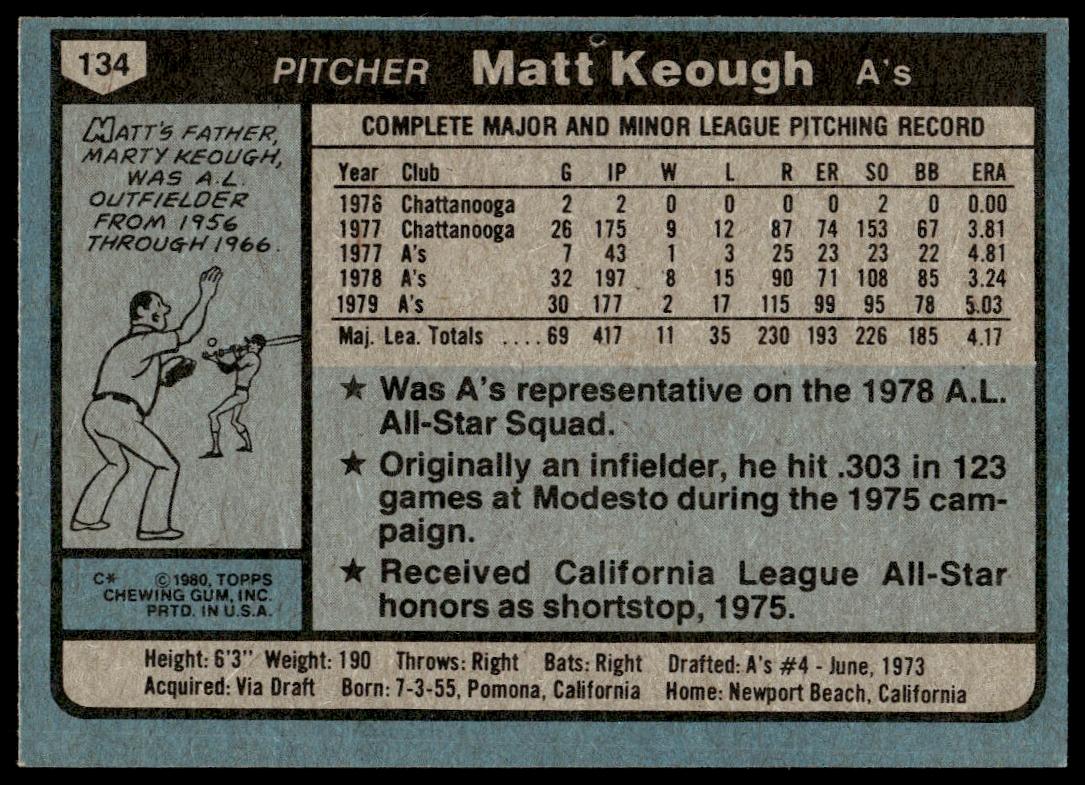 134 PITCHER Matt Keough A's
MATT'S FATHER,
MARTY KEOUGH,
WAS A.L.
OUTFIELDER
FROM 1956
THROUGH 1966.
C* ©1980, TOPPS
CHEWING GUM, INC.
PRTD. IN U.S.A.
COMPLETE MAJOR AND MINOR LEAGUE PITCHING RECORD
Year Club G IP W L R ER SO BB ERA
1976 Chattanooga 2 2 0 0 0 0 2 0 0.00
1977 Chattanooga 26 175 9 12 87 74 153 67 3.81
1977 A's 7 43 1 3 25 23 23 22 4.81
1978 A's 32 197 8 15 90 71 108 85 3.24
1979 A's 30 177 2 17 115 99 95 78 5.03
Maj. Lea. Totals .... 69 417 11 35 230 193 226 185 4.17
★ Was A's representative on the 1978 A.L.
All-Star Squad.
★ Originally an infielder, he hit .303 in 123
games at Modesto during the 1975 cam-
paign.
★ Received California League All-Star
honors as shortstop, 1975.
Height: 6'3" Weight: 190 Throws: Right Bats: Right Drafted: A's #4 - June, 1973
Acquired: Via Draft Born: 7-3-55, Pomona, California Home: Newport Beach, California